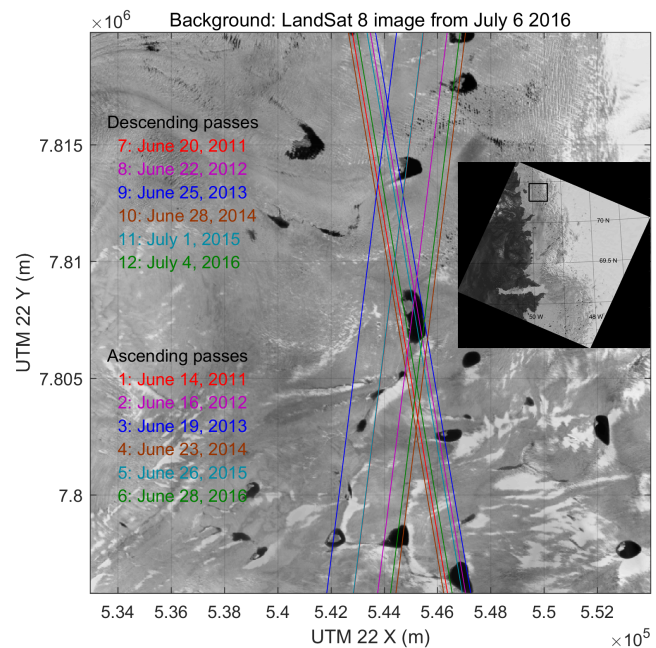 Background: LandSat 8 image from July 6 2016
×10⁶
7.815
7.81
7.805
7.8
UTM 22 Y (m)
Descending passes
7: June 20, 2011
8: June 22, 2012
9: June 25, 2013
10: June 28, 2014
11: July 1, 2015
12: July 4, 2016
70 N
69.5 N
50 W
48 W
Ascending passes
1: June 14, 2011
2: June 16, 2012
3: June 19, 2013
4: June 23, 2014
5: June 26, 2015
6: June 28, 2016
5.34 5.36 5.38 5.4 5.42 5.44 5.46 5.48 5.5 5.52
UTM 22 X (m)
×10⁵